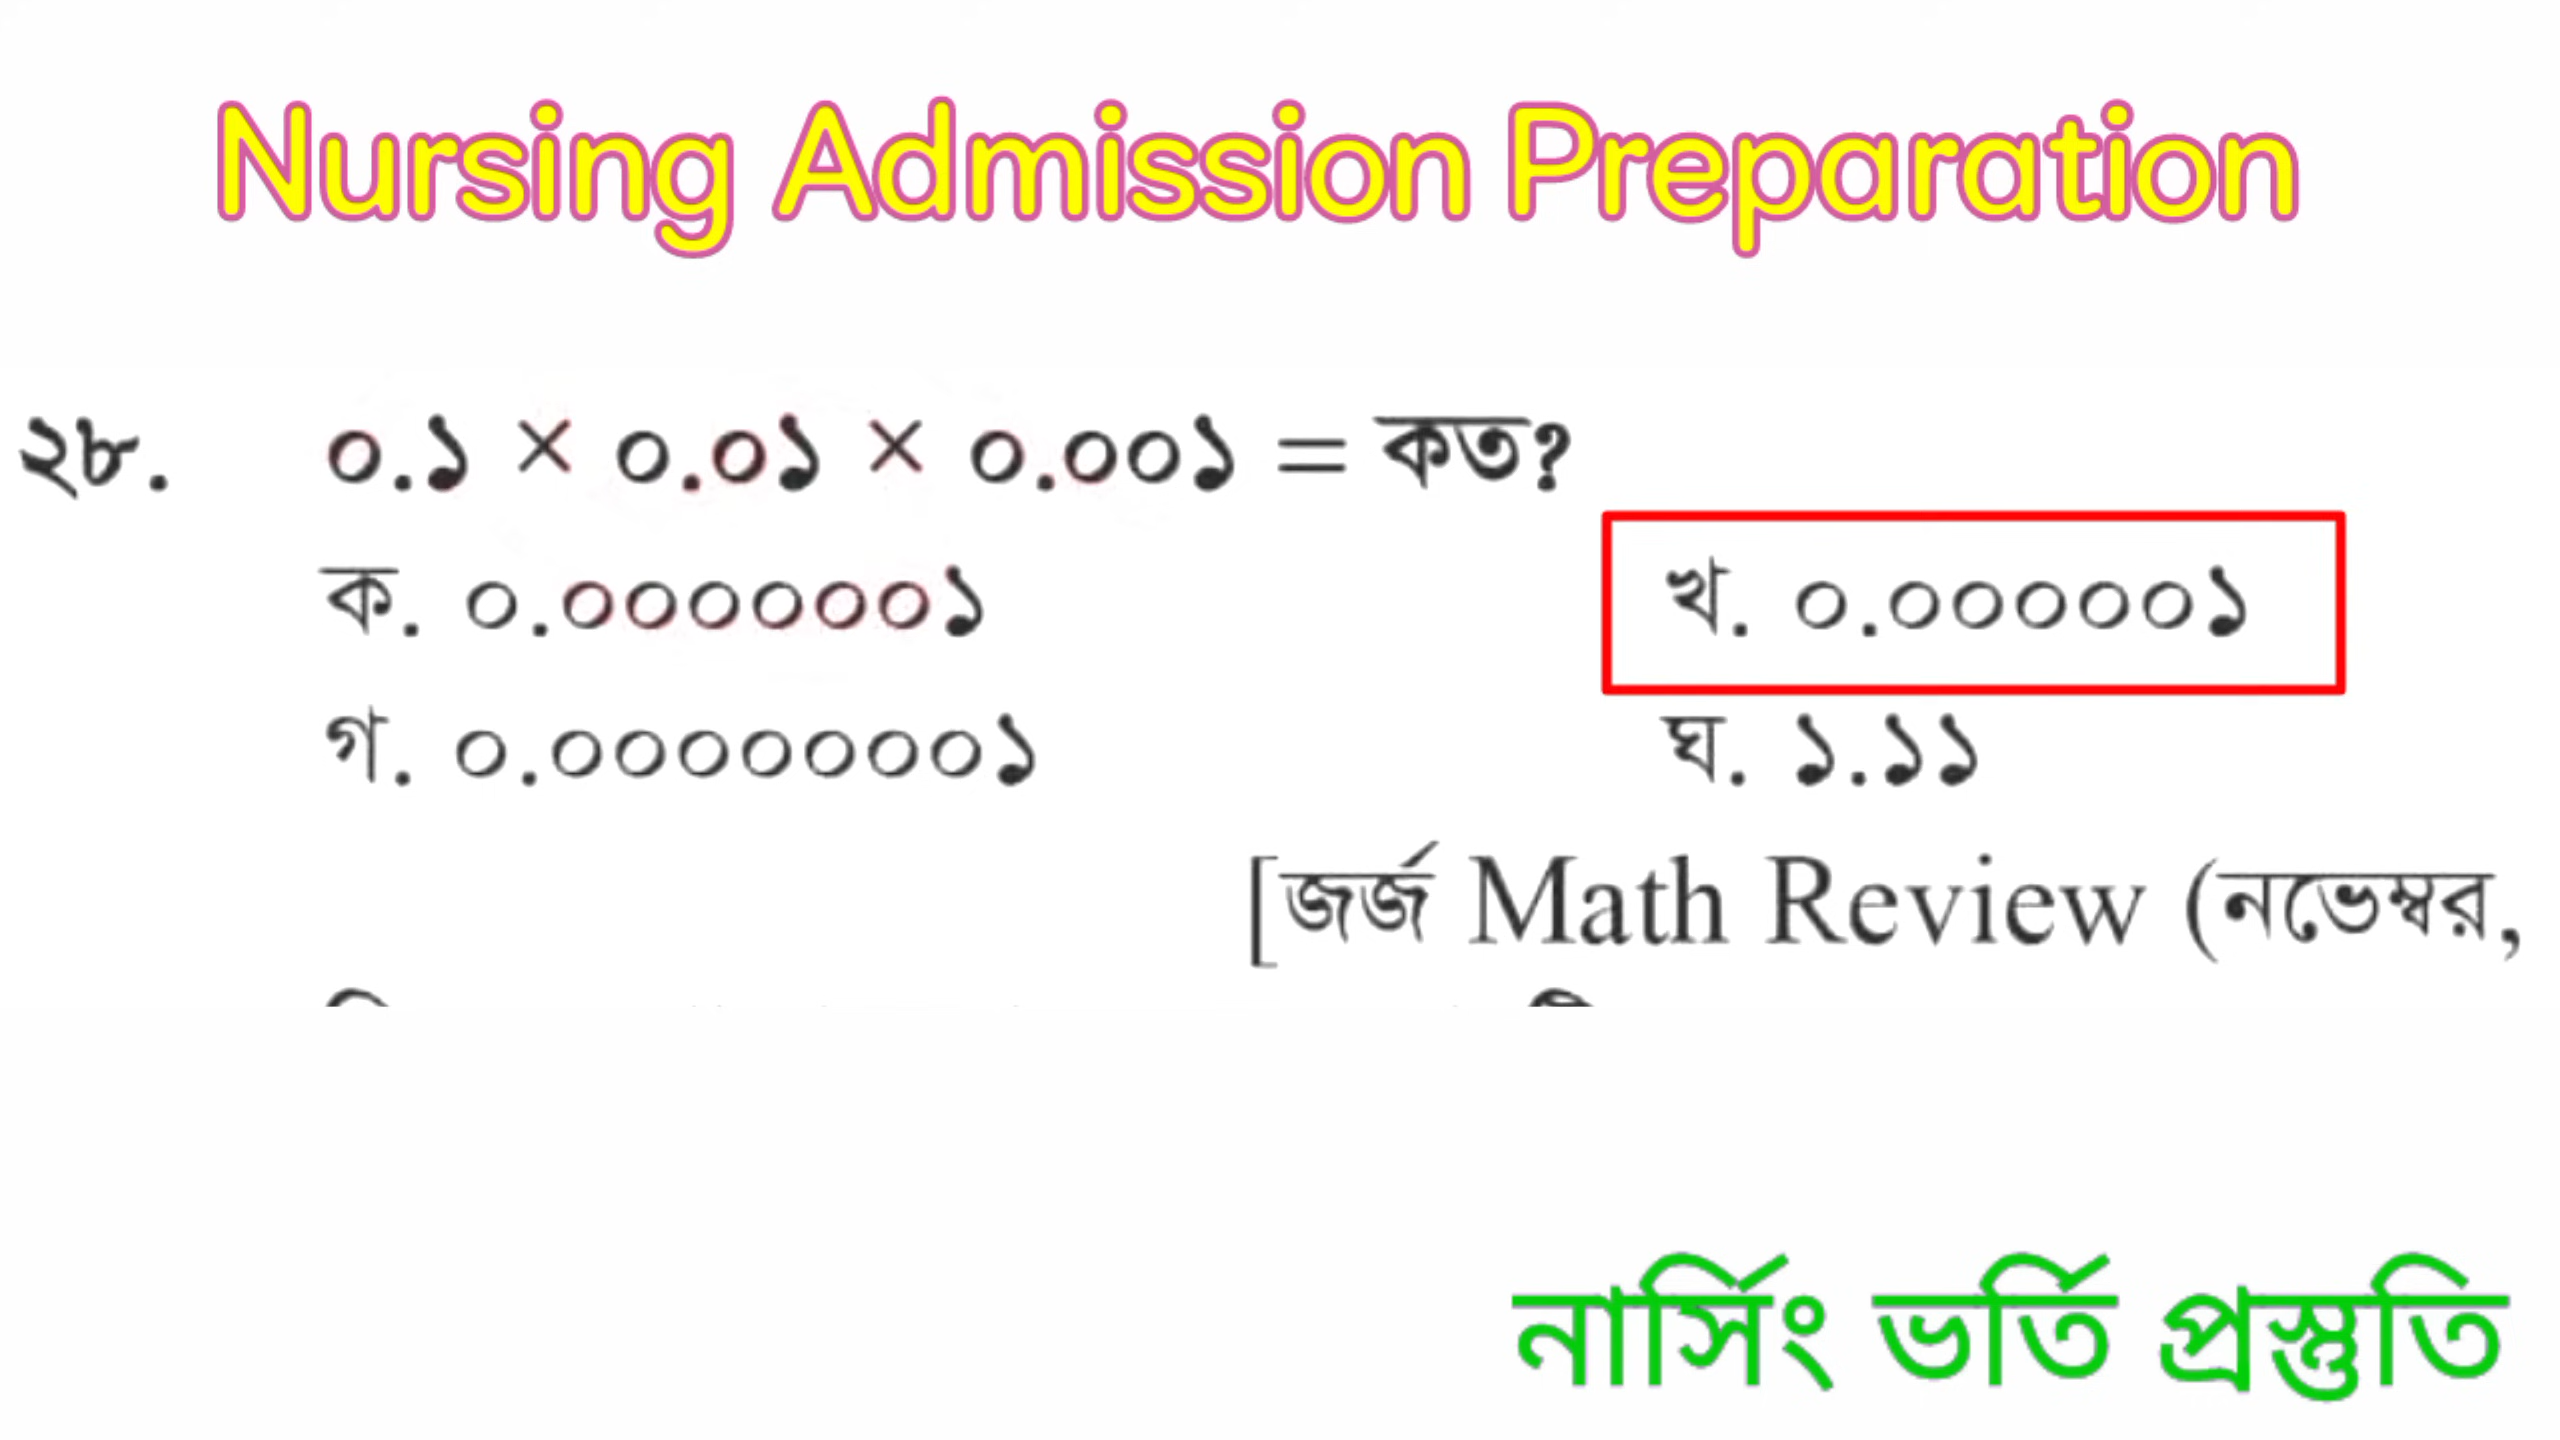 Nursing Admission Preparation
২৮. ০.১ × ০.০১ × ০.০০১ = কত?
ক. ০.০০০০০০১ খ. ০.০০০০০১
গ. ০.০০০০০০০১ ঘ. ১.১১
[জর্জ Math Review (নভেম্বর,
নার্সিং ভর্তি প্রস্তুতি